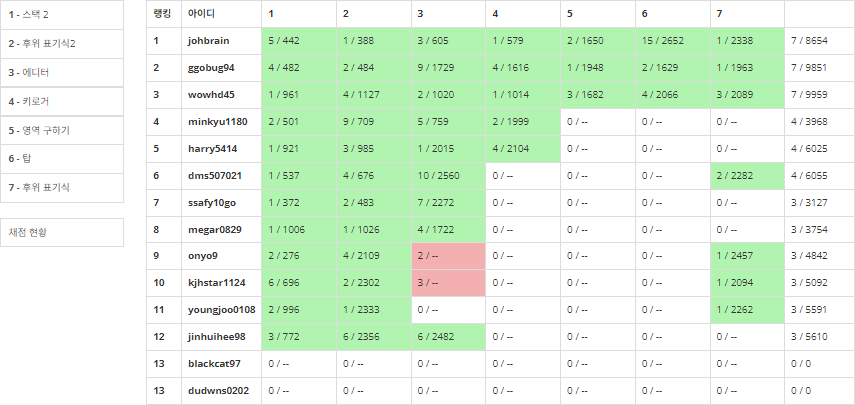 1 - 스택 2
2 - 후위 표기식2
3 - 에디터
4 - 키로거
5 - 영역 구하기
6 - 탑
7 - 후위 표기식
채점 현황
랭킹 아이디 1 2 3 4 5 6 7
1 johbrain 5 / 442 1 / 388 3 / 605 1 / 579 2 / 1650 15 / 2652 1 / 2338 7 / 8654
2 ggobug94 4 / 482 2 / 484 9 / 1729 4 / 1616 1 / 1948 2 / 1629 1 / 1963 7 / 9851
3 wowhd45 1 / 961 4 / 1127 2 / 1020 1 / 1014 3 / 1682 4 / 2066 3 / 2089 7 / 9959
4 minkyu1180 2 / 501 9 / 709 5 / 759 2 / 1999 0 / -- 0 / -- 0 / -- 4 / 3968
5 harry5414 1 / 921 3 / 985 1 / 2015 4 / 2104 0 / -- 0 / -- 0 / -- 4 / 6025
6 dms507021 1 / 537 4 / 676 10 / 2560 0 / -- 0 / -- 0 / -- 2 / 2282 4 / 6055
7 ssafy10go 1 / 372 2 / 483 7 / 2272 0 / -- 0 / -- 0 / -- 0 / -- 3 / 3127
8 megar0829 1 / 1006 1 / 1026 4 / 1722 0 / -- 0 / -- 0 / -- 0 / -- 3 / 3754
9 onyo9 2 / 276 4 / 2109 2 / -- 0 / -- 0 / -- 0 / -- 1 / 2457 3 / 4842
10 kjhstar1124 6 / 696 2 / 2302 3 / -- 0 / -- 0 / -- 0 / -- 1 / 2094 3 / 5092
11 youngjoo0108 2 / 996 1 / 2333 0 / -- 0 / -- 0 / -- 0 / -- 1 / 2262 3 / 5591
12 jinhuihee98 3 / 772 6 / 2356 6 / 2482 0 / -- 0 / -- 0 / -- 0 / -- 3 / 5610
13 blackcat97 0 / -- 0 / -- 0 / -- 0 / -- 0 / -- 0 / -- 0 / -- 0 / 0
13 dudwns0202 0 / -- 0 / -- 0 / -- 0 / -- 0 / -- 0 / -- 0 / -- 0 / 0